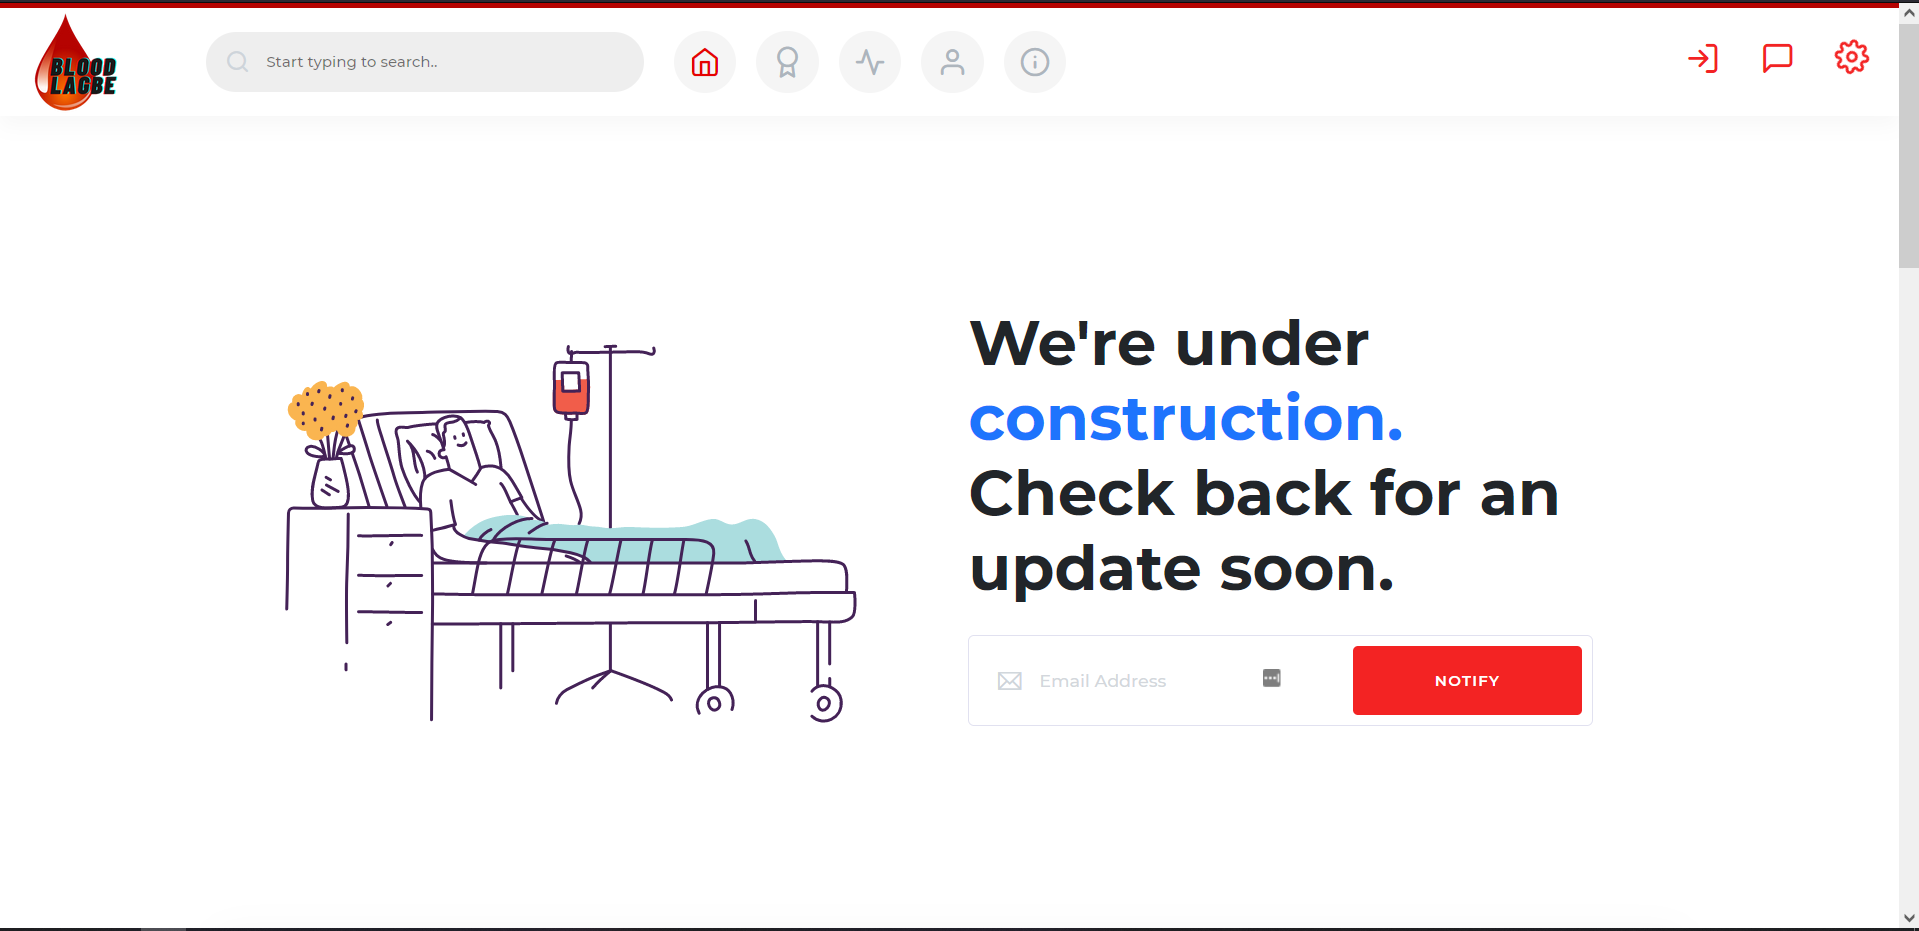 BLOOD
LAGBE
Start typing to search..
We're under
construction.
Check back for an
update soon.
Email Address
NOTIFY